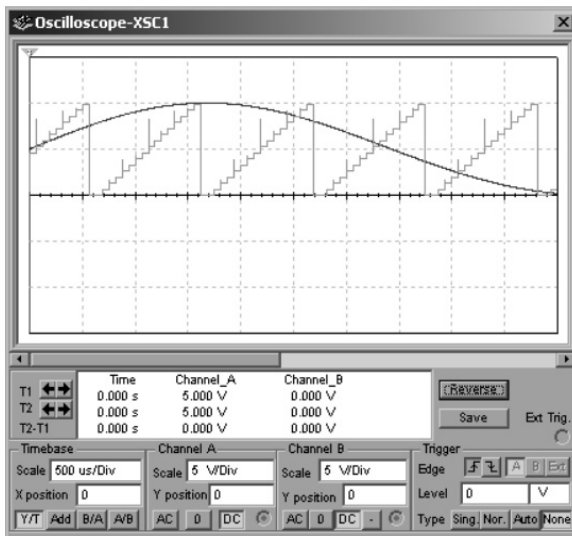 Oscilloscope-XSC1
Time Channel_A Channel_B
T1 0.000 s 5.000 V 0.000 V
T2 0.000 s 5.000 V 0.000 V
T2-T1 0.000 s 0.000 V 0.000 V
Reverse
Save
Ext Trig.
Timebase
Scale 500 us/Div
X position 0
Y/T Add B/A A/B
Channel A
Scale 5 V/Div
Y position 0
AC 0 DC
Channel B
Scale 5 V/Div
Y position 0
AC 0 DC -
Trigger
Edge A B Ext
Level 0 V
Type Sing. Nor. Auto None